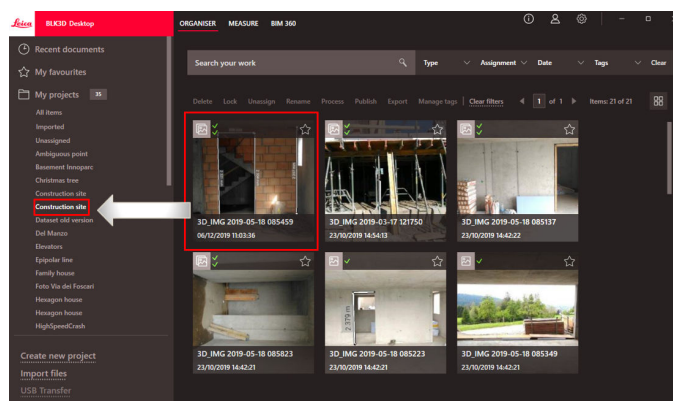 Leica BLK3D Desktop
ORGANISER MEASURE BIM 360
Recent documents
My favourites
My projects 35
All items
Imported
Unassigned
Ambiguous point
Basement Innoparc
Christmas tree
Construction site
Construction site
Dataset old version
Del Manzo
Elevators
Epipolar line
Family house
Foto Via dei Foscari
Hexagon house
Hexagon house
HighSpeedCrash
Create new project
Import files
USB Transfer
Search your work Type Assignment Date Tags Clear
Delete Lock Unassign Rename Process Publish Export Manage tags Clear filters 1 of 1 Items: 21 of 21
3D_IMG 2019-05-18 085459
06/12/2019 11:03:36
3D_IMG 2019-03-17 121750
23/10/2019 14:54:13
3D_IMG 2019-05-18 085137
23/10/2019 14:42:22
3D_IMG 2019-05-18 085823
23/10/2019 14:42:21
2.379 m
3D_IMG 2019-05-18 085223
23/10/2019 14:42:21
3D_IMG 2019-05-18 085349
23/10/2019 14:42:21